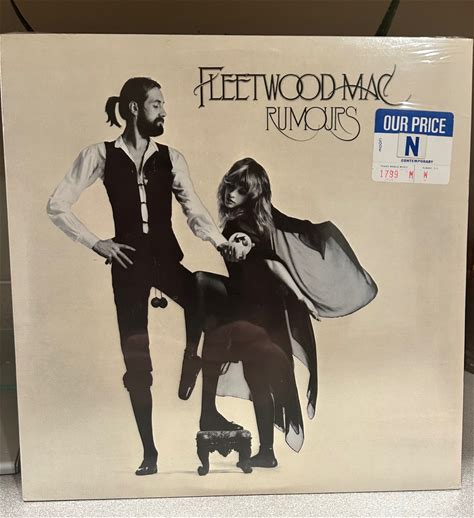 FLEETWOOD MAC
RUMOURS
OUR PRICE
N
CONTEMPORARY
1799 M N